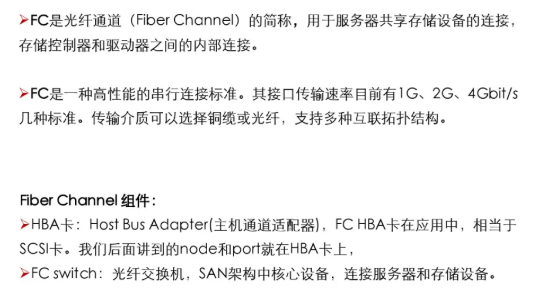 ➢FC是光纤通道（Fiber Channel）的简称，用于服务器共享存储设备的连接，
存储控制器和驱动器之间的内部连接。
➢FC是一种高性能的串行连接标准。其接口传输速率目前有1G、2G、4Gbit/s
几种标准。传输介质可以选择铜缆或光纤，支持多种互联拓扑结构。
Fiber Channel 组件：
➢HBA卡：Host Bus Adapter(主机通道适配器)，FC HBA卡在应用中，相当于
SCSI卡。我们后面讲到的node和port就在HBA卡上，
➢FC switch：光纤交换机，SAN架构中核心设备，连接服务器和存储设备。